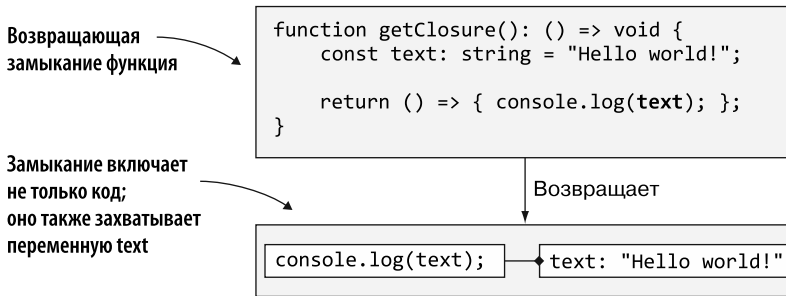 Возвращающая
замыкание функция
function getClosure(): () => void {
const text: string = "Hello world!";
return () => { console.log(text); };
}
Замыкание включает
не только код;
оно также захватывает
переменную text
Возвращает
console.log(text);
text: "Hello world!"